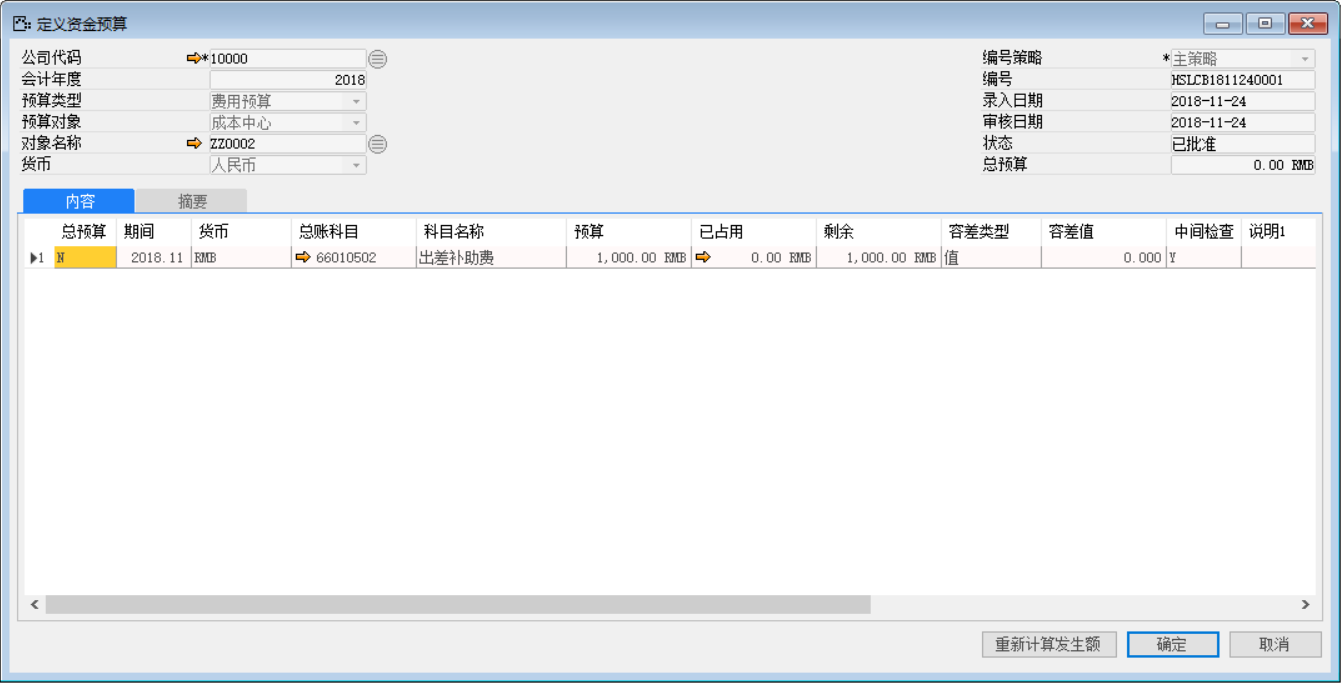 定义资金预算
公司代码 *10000 编号策略 *主策略
会计年度 2018 编号 HSLCB1811240001
预算类型 费用预算 录入日期 2018-11-24
预算对象 成本中心 审核日期 2018-11-24
对象名称 ZZ0002 状态 已批准
货币 人民币 总预算 0.00 RMB
内容 摘要
总预算 期间 货币 总账科目 科目名称 预算 已占用 剩余 容差类型 容差值 中间检查 说明1
1 N 2018.11 RMB 66010502 出差补助费 1,000.00 RMB 0.00 RMB 1,000.00 RMB 值 0.000 Y
重新计算发生额 确定 取消